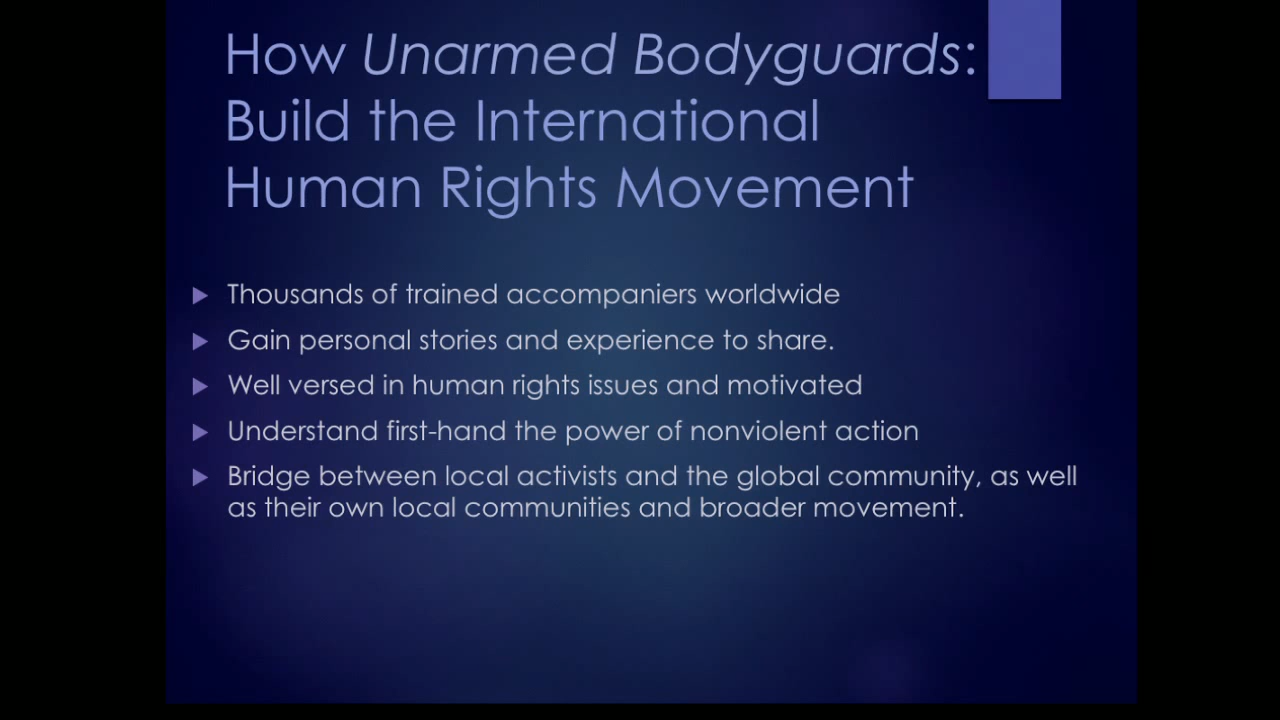 How Unarmed Bodyguards:
Build the International
Human Rights Movement
Thousands of trained accompaniers worldwide
Gain personal stories and experience to share.
Well versed in human rights issues and motivated
Understand first-hand the power of nonviolent action
Bridge between local activists and the global community, as well
as their own local communities and broader movement.